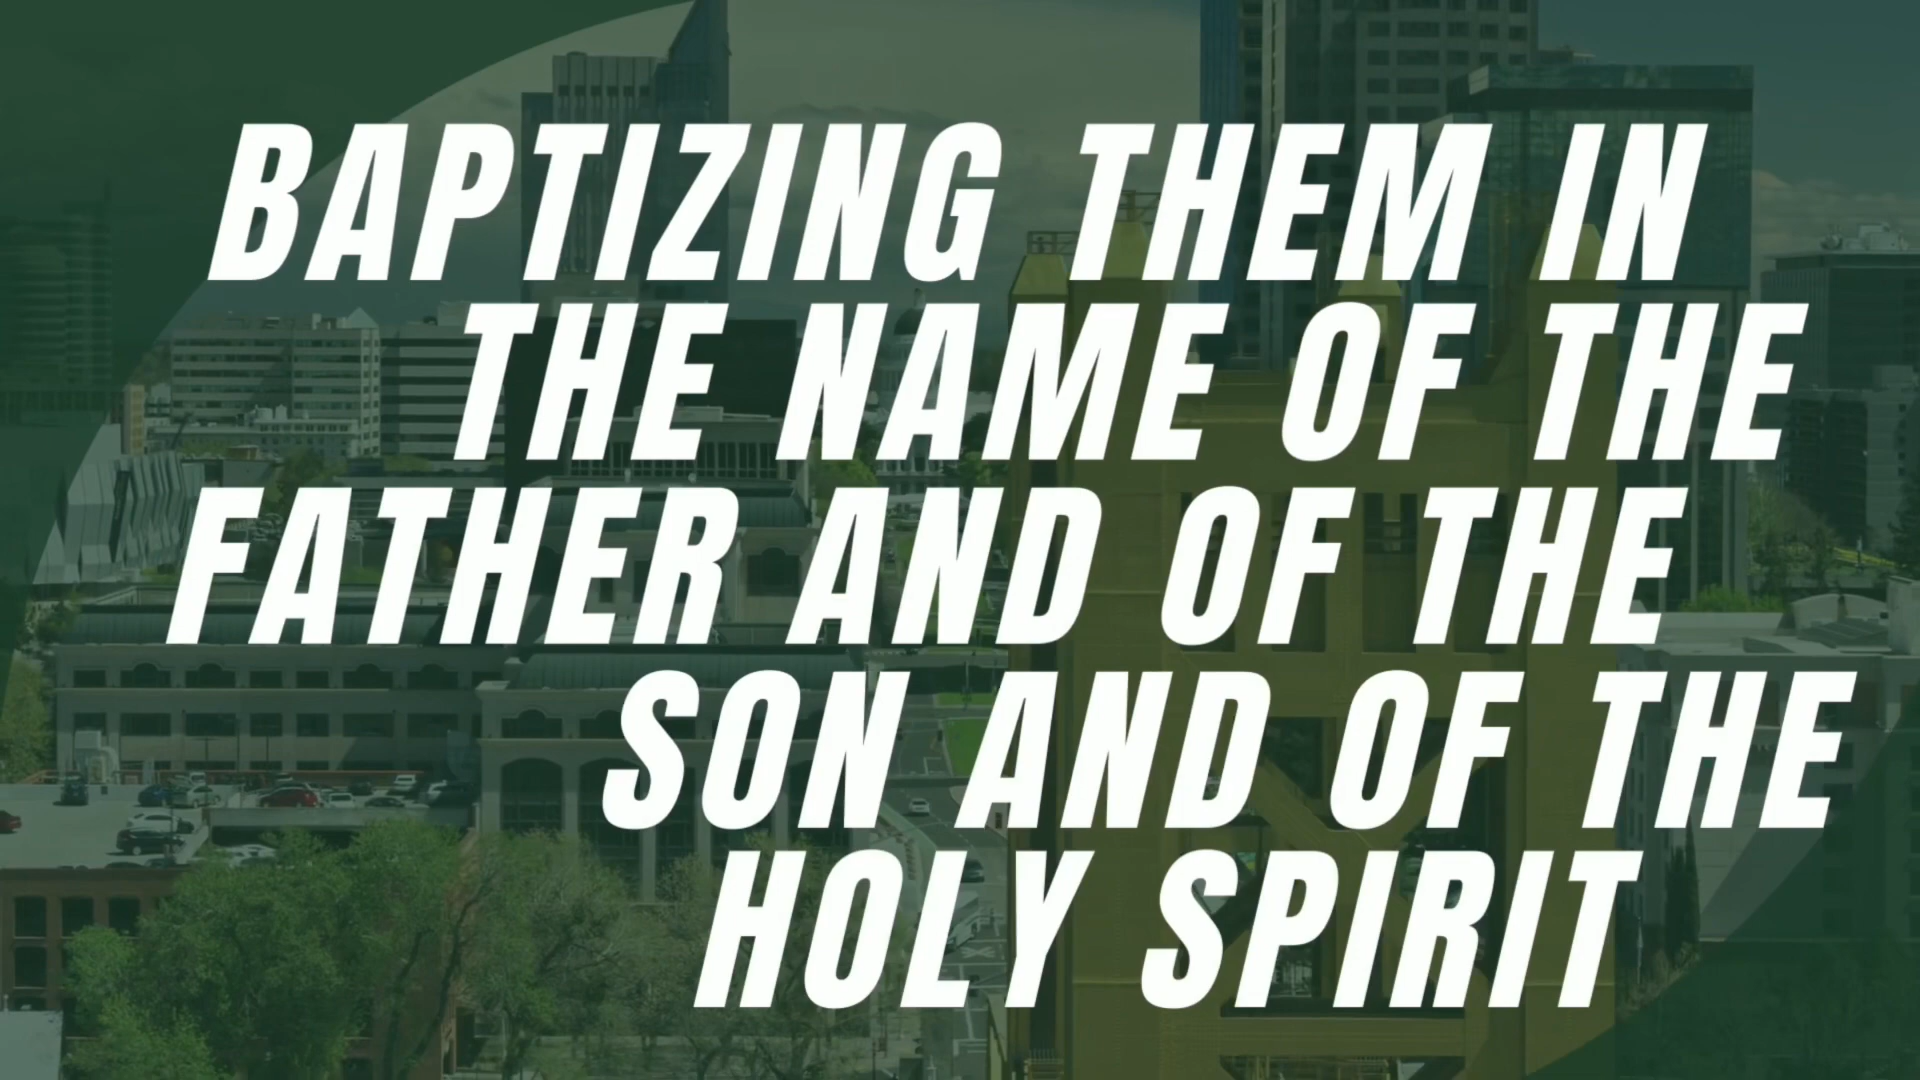 BAPTIZING THEM IN
THE NAME OF THE
FATHER AND OF THE
SON AND OF THE
HOLY SPIRIT